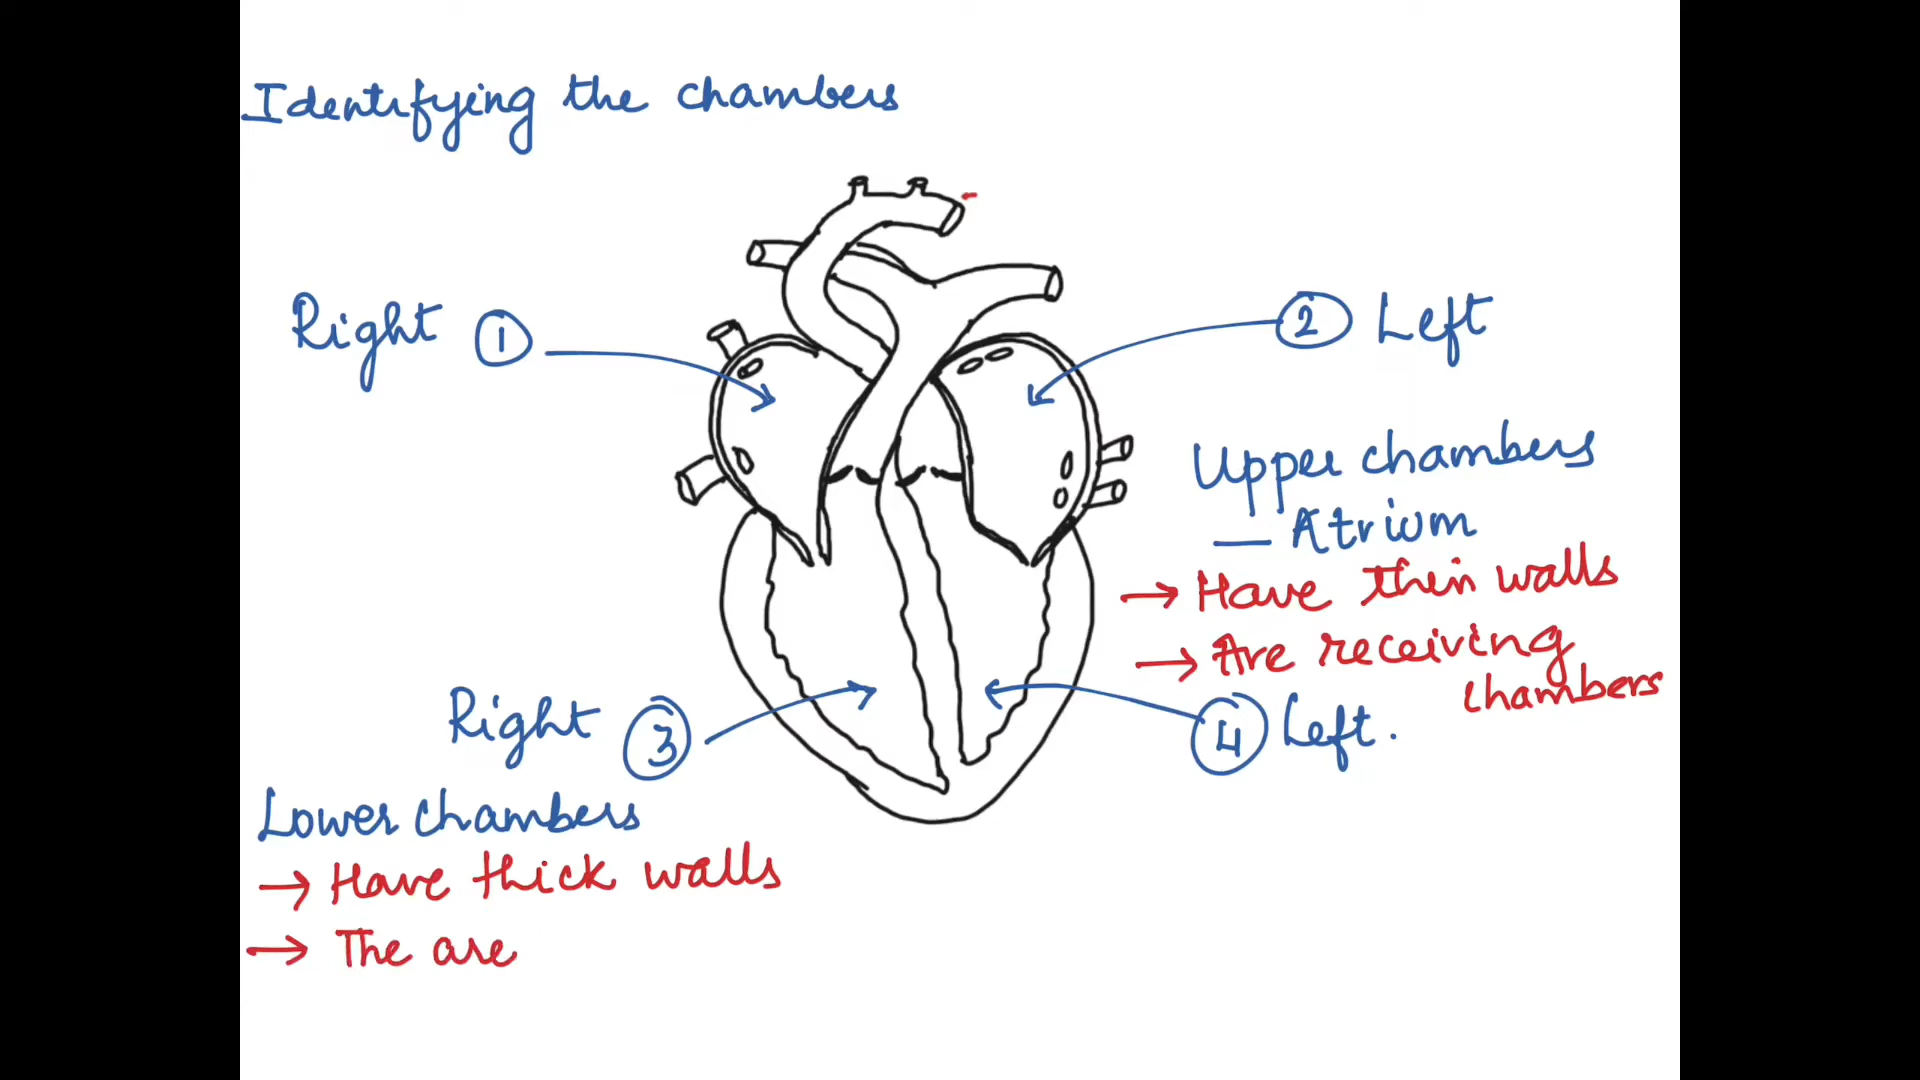 Identifying the chambers
Right 1
2 Left
Upper chambers
— Atrium
→ Have thin walls
→ Are receiving
chambers
Right 3
4 Left.
Lower chambers
→ Have thick walls
→ The are